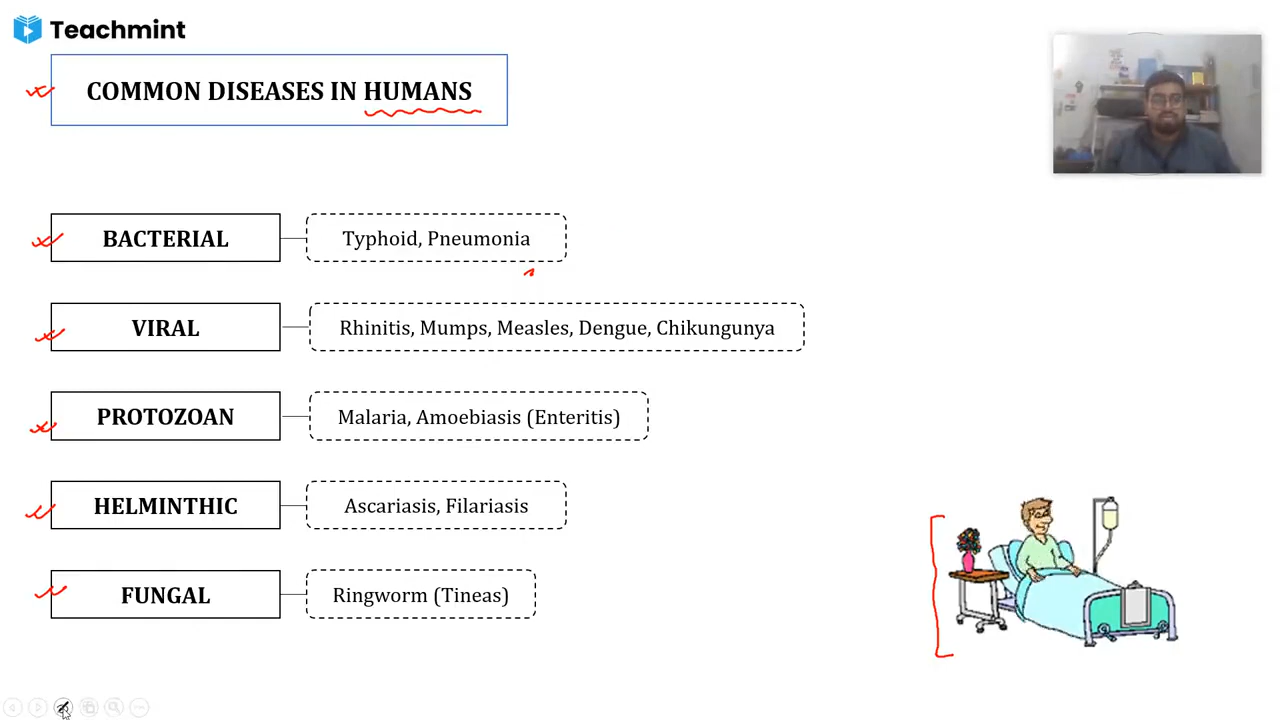 Teachmint
COMMON DISEASES IN HUMANS
BACTERIAL
Typhoid, Pneumonia
VIRAL
Rhinitis, Mumps, Measles, Dengue, Chikungunya
PROTOZOAN
Malaria, Amoebiasis (Enteritis)
HELMINTHIC
Ascariasis, Filariasis
FUNGAL
Ringworm (Tineas)